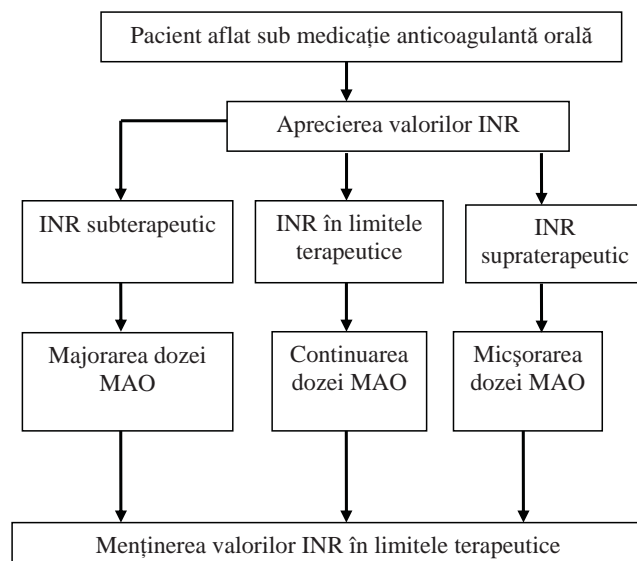 Pacient aflat sub medicație anticoagulantă orală
Aprecierea valorilor INR
INR subterapeutic
INR în limitele
terapeutice
INR
supraterapeutic
Majorarea dozei
MAO
Continuarea
dozei MAO
Micșorarea
dozei MAO
Menținerea valorilor INR în limitele terapeutice